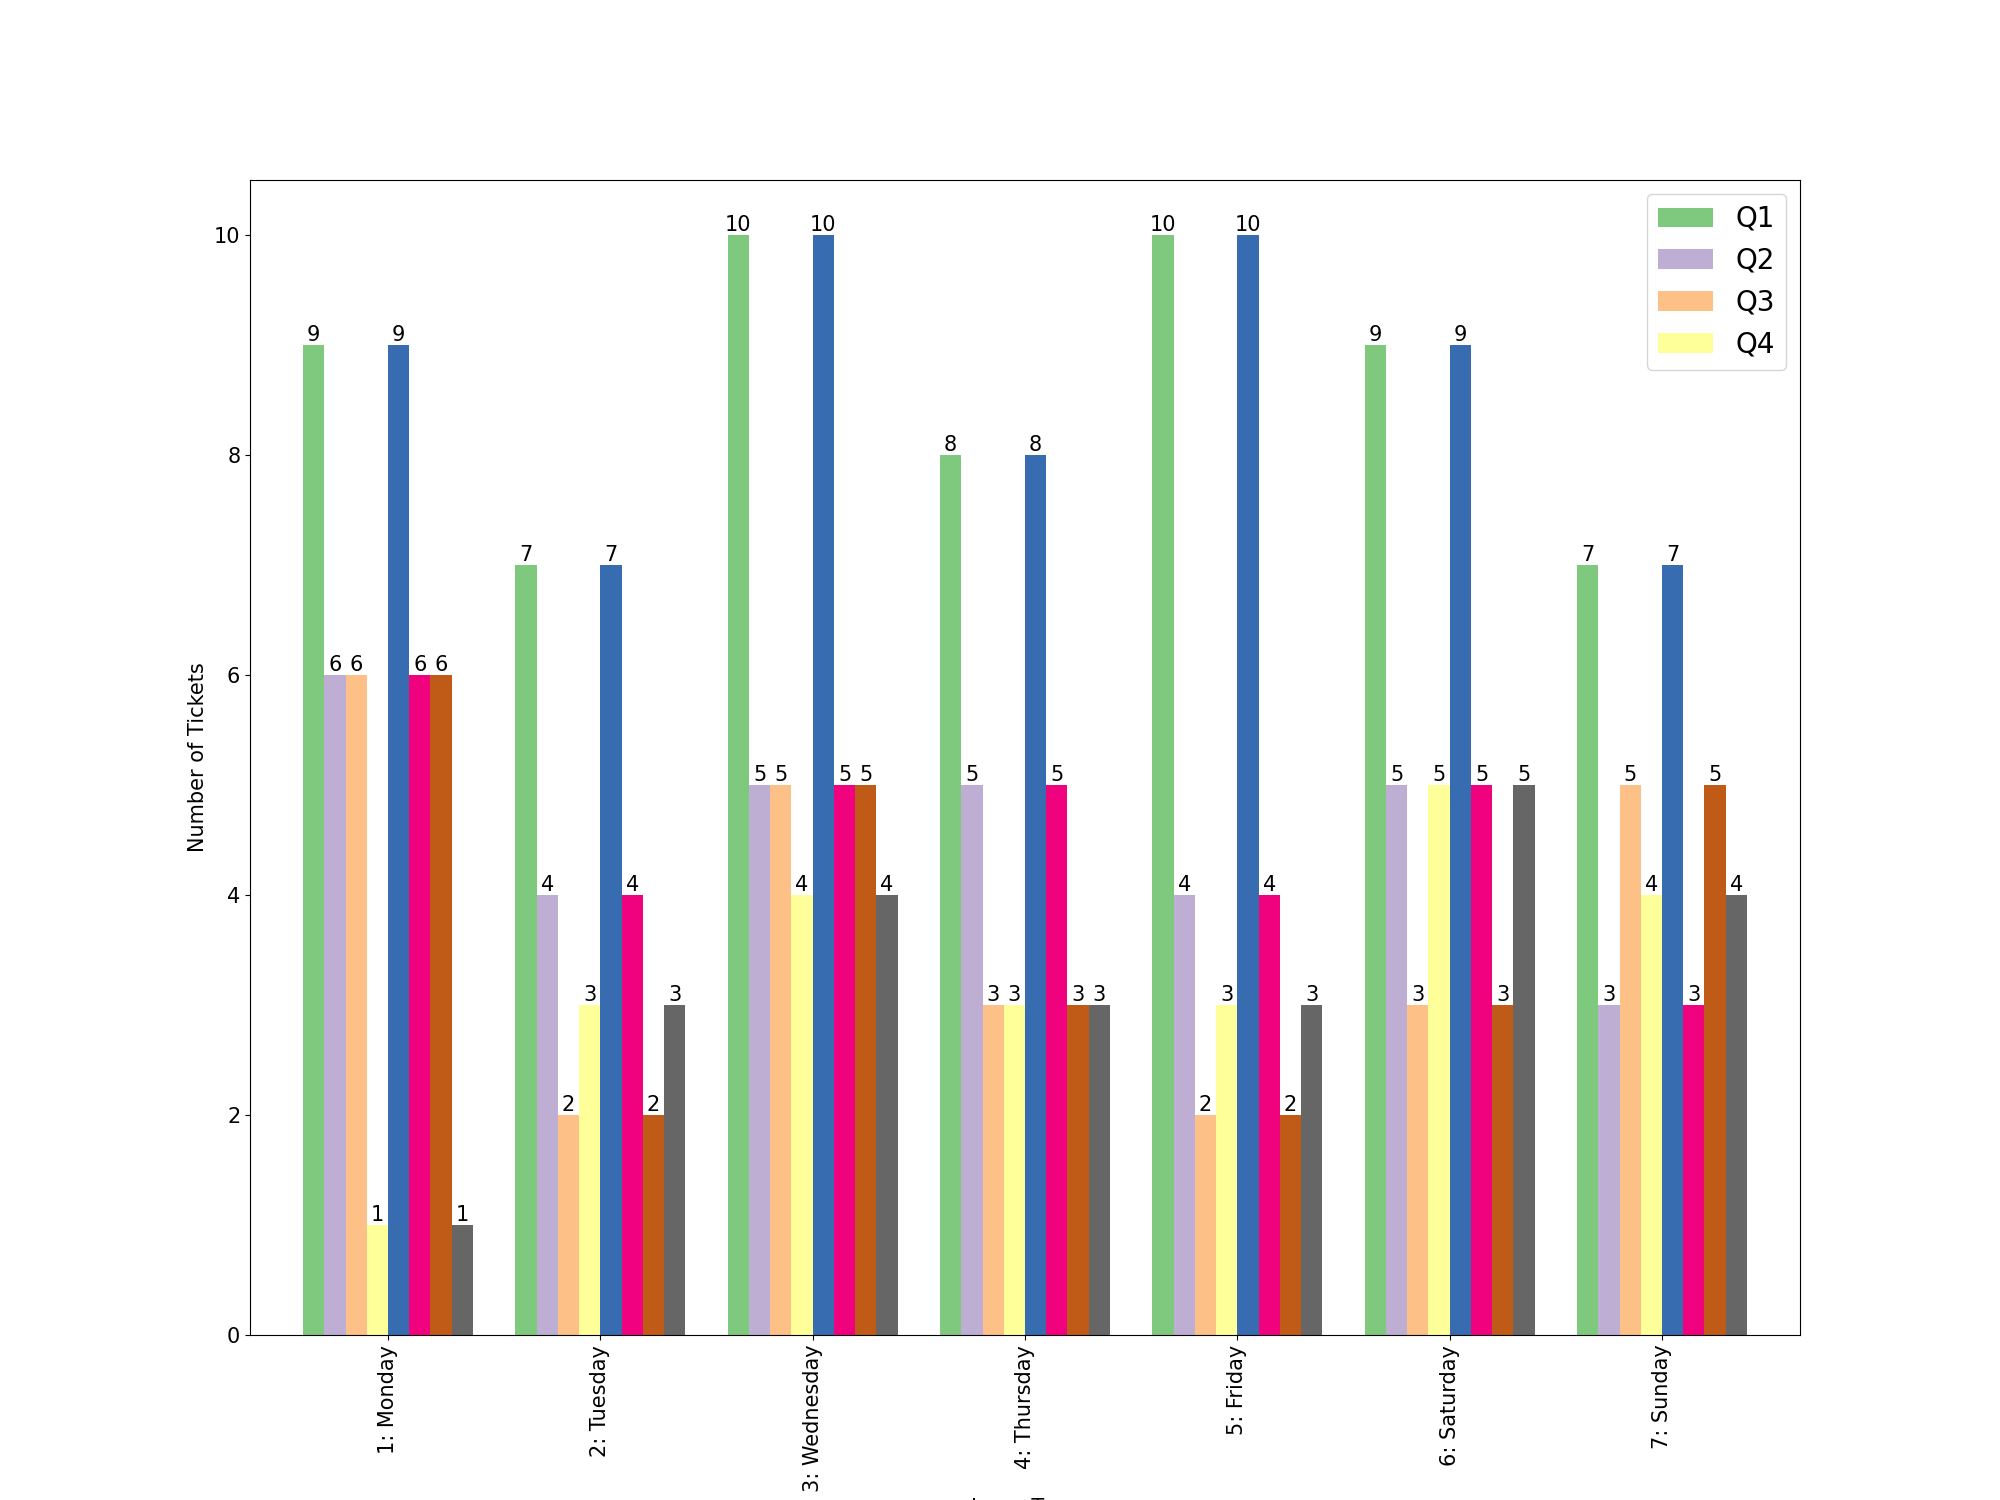 Q1
Q2
Q3
Q4
Number of Tickets
10
8
6
4
2
0
9 6 6 1 9 6 6 1
7 4 2 3 7 4 2 3
10 5 5 4 10 5 5 4
8 5 3 3 8 5 3 3
10 4 2 3 10 4 2 3
9 5 3 5 9 5 3 5
7 3 5 4 7 3 5 4
1: Monday
2: Tuesday
3: Wednesday
4: Thursday
5: Friday
6: Saturday
7: Sunday